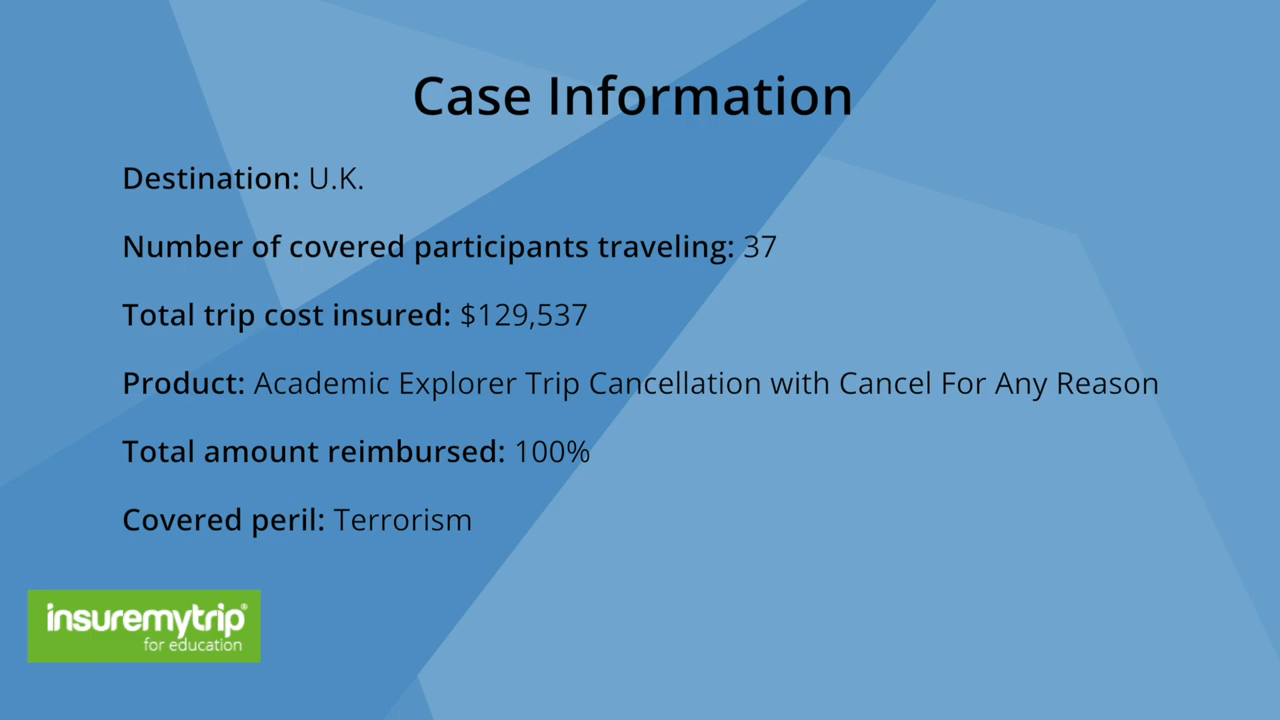 Case Information
Destination: U.K.
Number of covered participants traveling: 37
Total trip cost insured: $129,537
Product: Academic Explorer Trip Cancellation with Cancel For Any Reason
Total amount reimbursed: 100%
Covered peril: Terrorism
insuremytrip®
for education